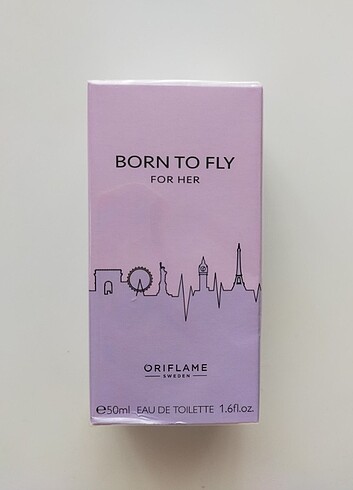 BORN TO FLY
FOR HER
ORIFLAME
SWEDEN
℮50ml EAU DE TOILETTE 1.6fl.oz.